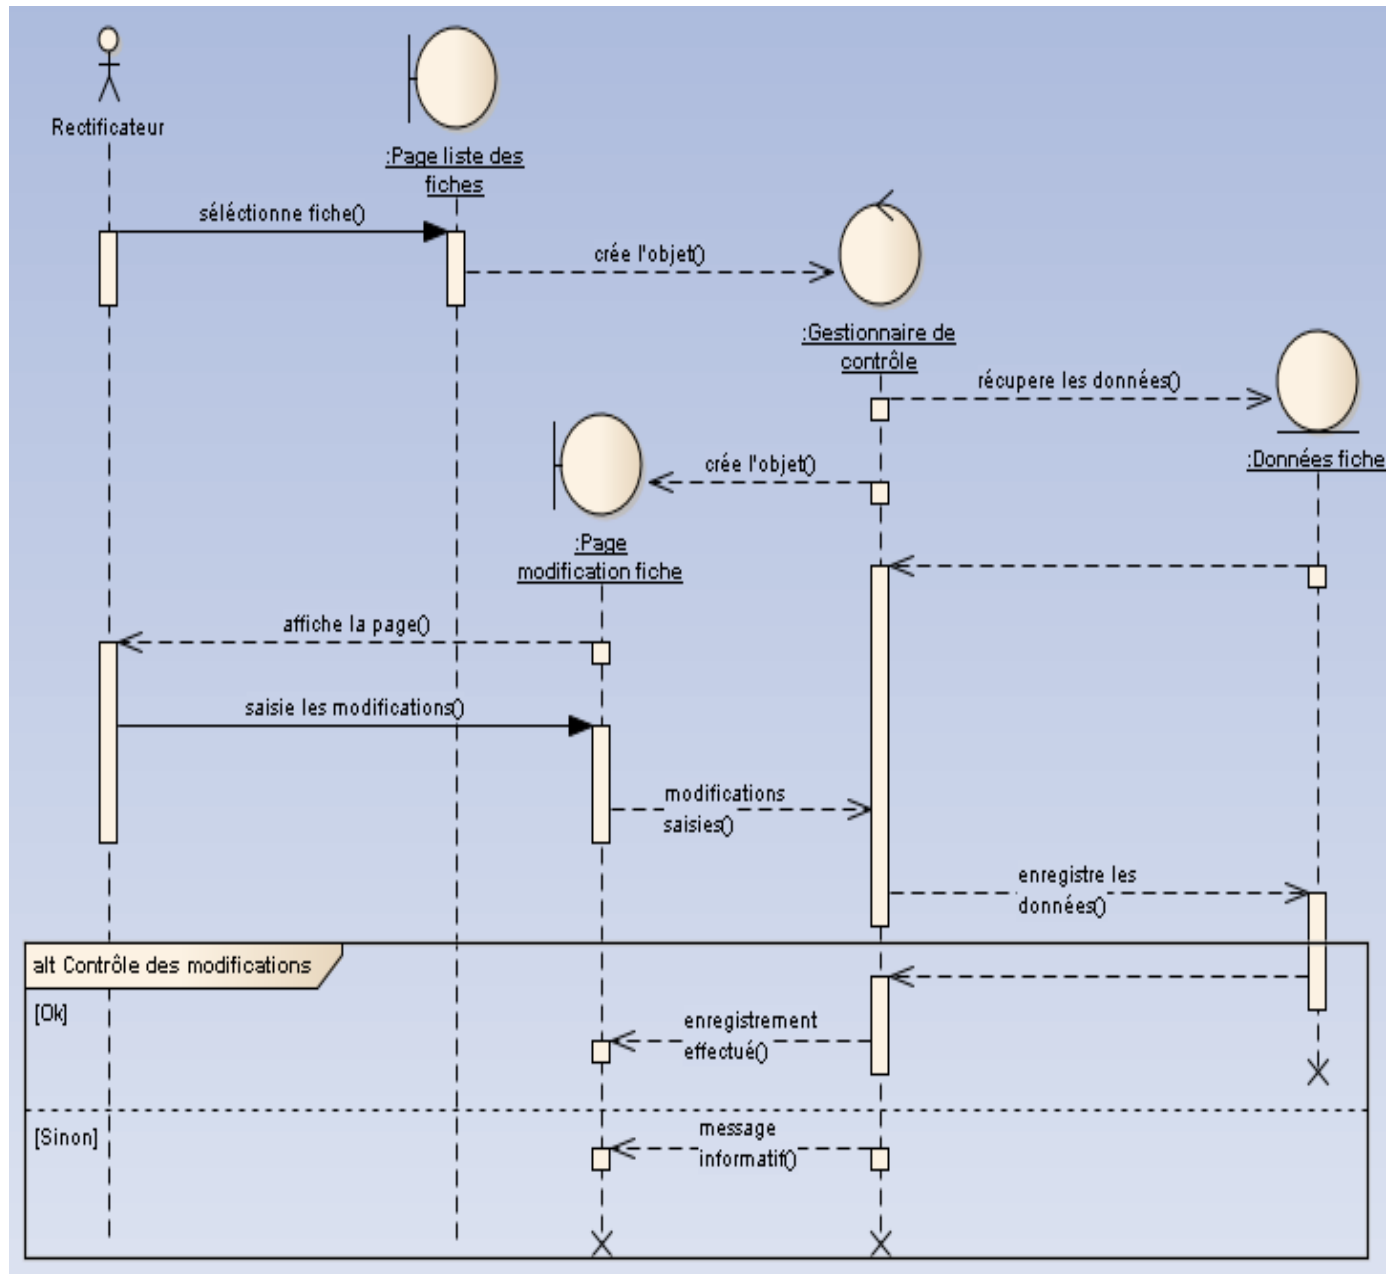 Rectificateur
:Page liste des
fiches
séléctionne fiche()
crée l'objet()
:Gestionnaire de
contrôle
récupere les données()
:Données fiche
crée l'objet()
:Page
modification fiche
affiche la page()
saisie les modifications()
modifications
saisies()
enregistre les
données()
alt Contrôle des modifications
[Ok]
enregistrement
effectué()
[Sinon]
message
informatif()